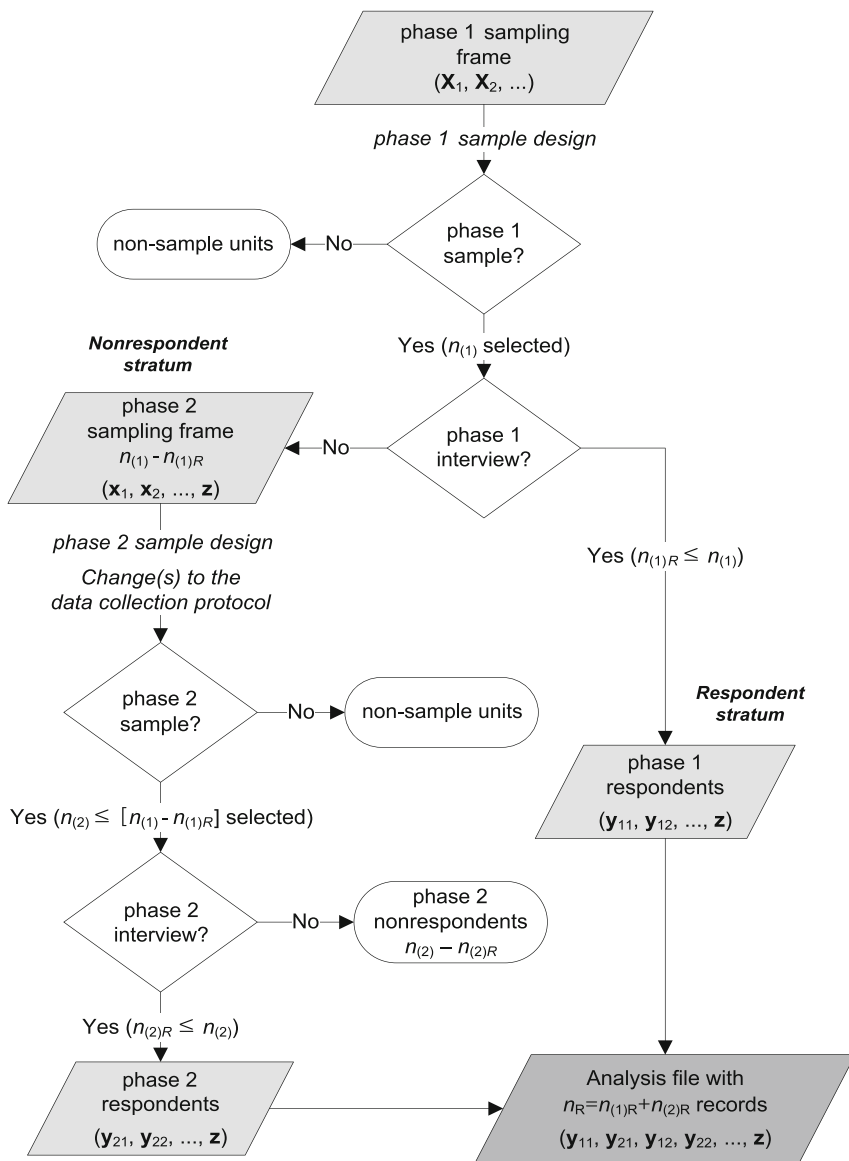 phase 1 sampling
frame
(X₁, X₂, ...)
phase 1 sample design
phase 1
sample?
No
non-sample units
Yes (n₍₁₎ selected)
Nonrespondent
stratum
phase 2
sampling frame
n₍₁₎ - n₍₁₎R
(x₁, x₂, ..., z)
No
phase 1
interview?
phase 2 sample design
Change(s) to the
data collection protocol
Yes (n₍₁₎R ≤ n₍₁₎)
phase 2
sample?
No
non-sample units
Respondent
stratum
phase 1
respondents
(y₁₁, y₁₂, ..., z)
Yes (n₍₂₎ ≤ [n₍₁₎ - n₍₁₎R] selected)
phase 2
interview?
No
phase 2
nonrespondents
n₍₂₎ – n₍₂₎R
Yes (n₍₂₎R ≤ n₍₂₎)
phase 2
respondents
(y₂₁, y₂₂, ..., z)
Analysis file with
nR=n₍₁₎R+n₍₂₎R records
(y₁₁, y₂₁, y₁₂, y₂₂, ..., z)